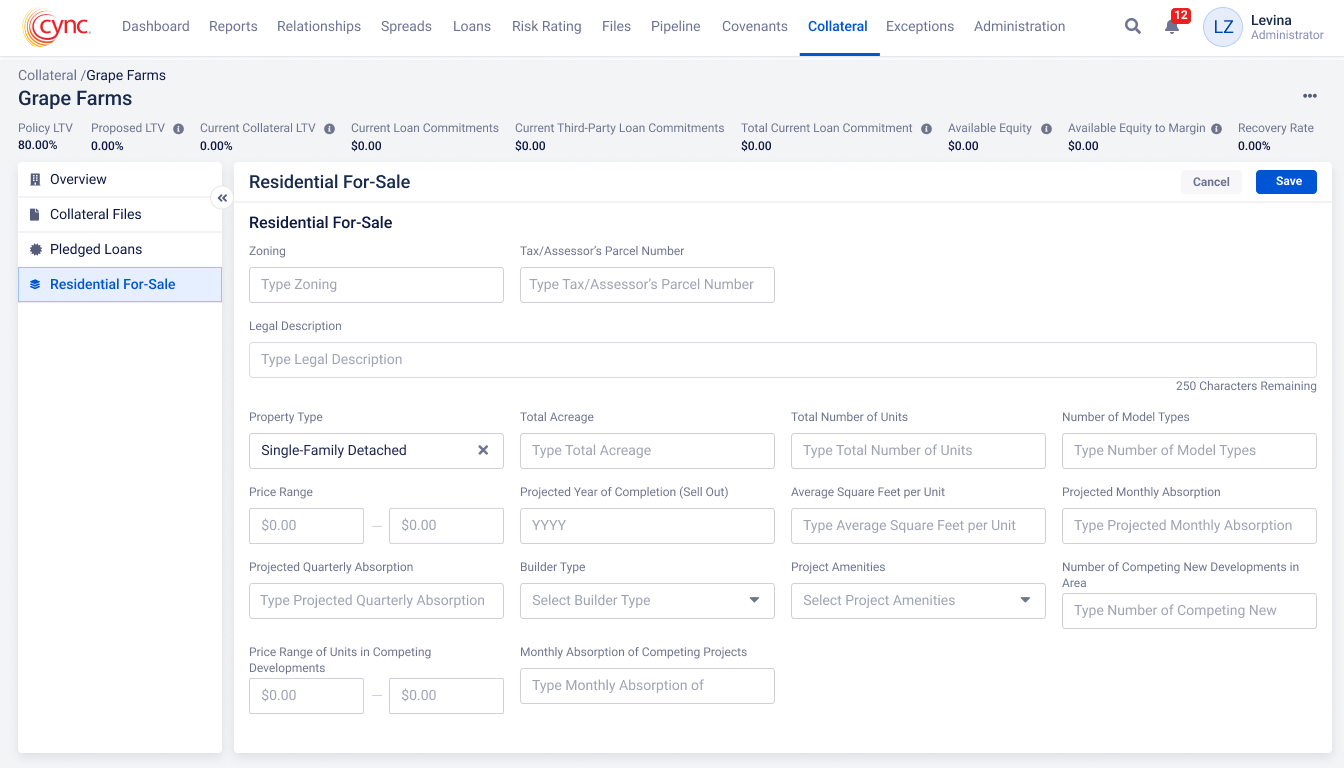 cync
Dashboard Reports Relationships Spreads Loans Risk Rating Files Pipeline Covenants Collateral Exceptions Administration
12
LZ
Levina
Administrator
Collateral /Grape Farms
Grape Farms
Policy LTV Proposed LTV Current Collateral LTV Current Loan Commitments Current Third-Party Loan Commitments Total Current Loan Commitment Available Equity Available Equity to Margin Recovery Rate
80.00% 0.00% 0.00% $0.00 $0.00 $0.00 $0.00 $0.00 0.00%
Overview
Collateral Files
Pledged Loans
Residential For-Sale
Residential For-Sale
Cancel Save
Residential For-Sale
Zoning Tax/Assessor’s Parcel Number
Type Zoning Type Tax/Assessor’s Parcel Number
Legal Description
Type Legal Description
250 Characters Remaining
Property Type Total Acreage Total Number of Units Number of Model Types
Single-Family Detached Type Total Acreage Type Total Number of Units Type Number of Model Types
Price Range Projected Year of Completion (Sell Out) Average Square Feet per Unit Projected Monthly Absorption
$0.00 — $0.00 YYYY Type Average Square Feet per Unit Type Projected Monthly Absorption
Projected Quarterly Absorption Builder Type Project Amenities Number of Competing New Developments in
Area
Type Projected Quarterly Absorption Select Builder Type Select Project Amenities Type Number of Competing New
Price Range of Units in Competing Monthly Absorption of Competing Projects
Developments
$0.00 — $0.00 Type Monthly Absorption of